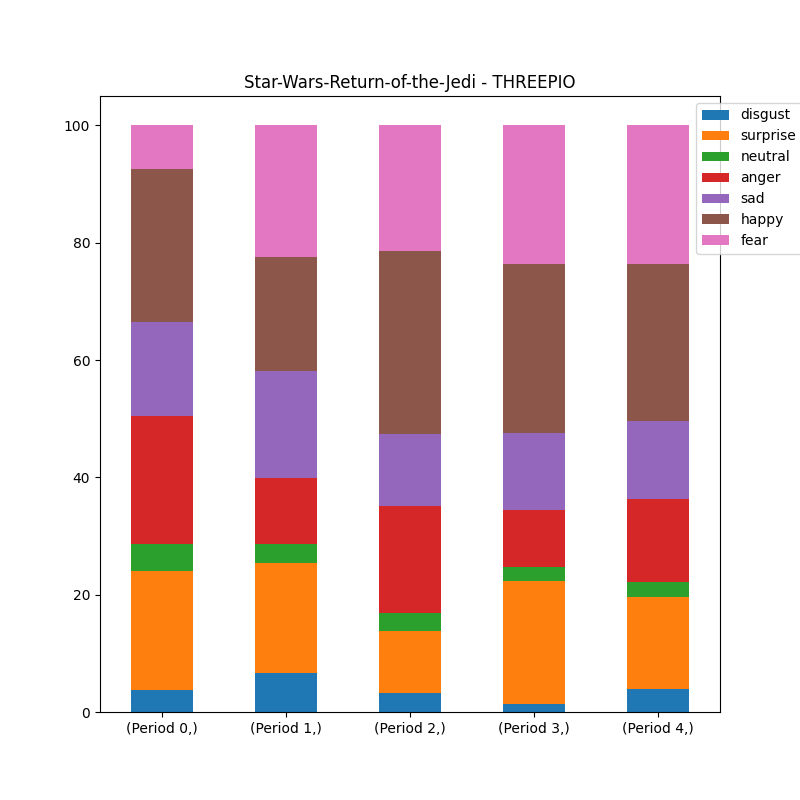 Star-Wars-Return-of-the-Jedi - THREEPIO
100
80
60
40
20
0
(Period 0,) (Period 1,) (Period 2,) (Period 3,) (Period 4,)
disgust
surprise
neutral
anger
sad
happy
fear